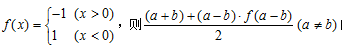 f(x)={−1 (x>0) 1 (x<0), 则 (a+b)+(a−b)·f(a−b) / 2 (a≠b)